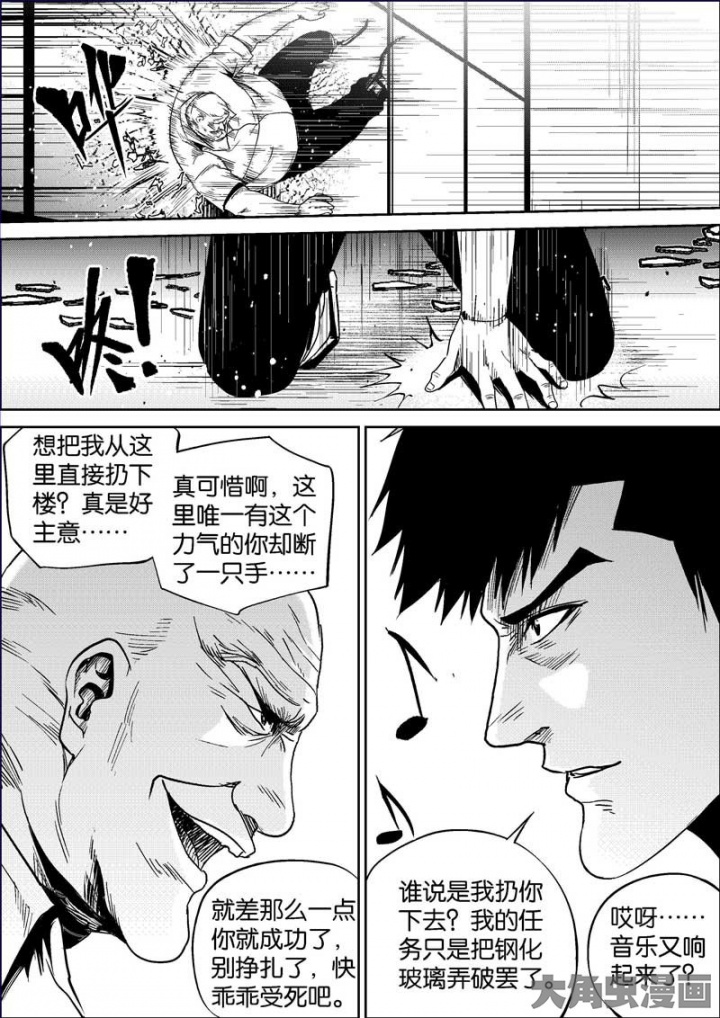 咚!
想把我从这
里直接扔下
楼？真是好
主意……
真可惜啊，这
里唯一有这个
力气的你却断
了一只手……
就差那么一点
你就成功了，
别挣扎了，快
乖乖受死吧。
谁说是我扔你
下去？我的任
务只是把钢化
玻璃弄破罢了。
哎呀……
音乐又响
起来了？
大角虫漫画